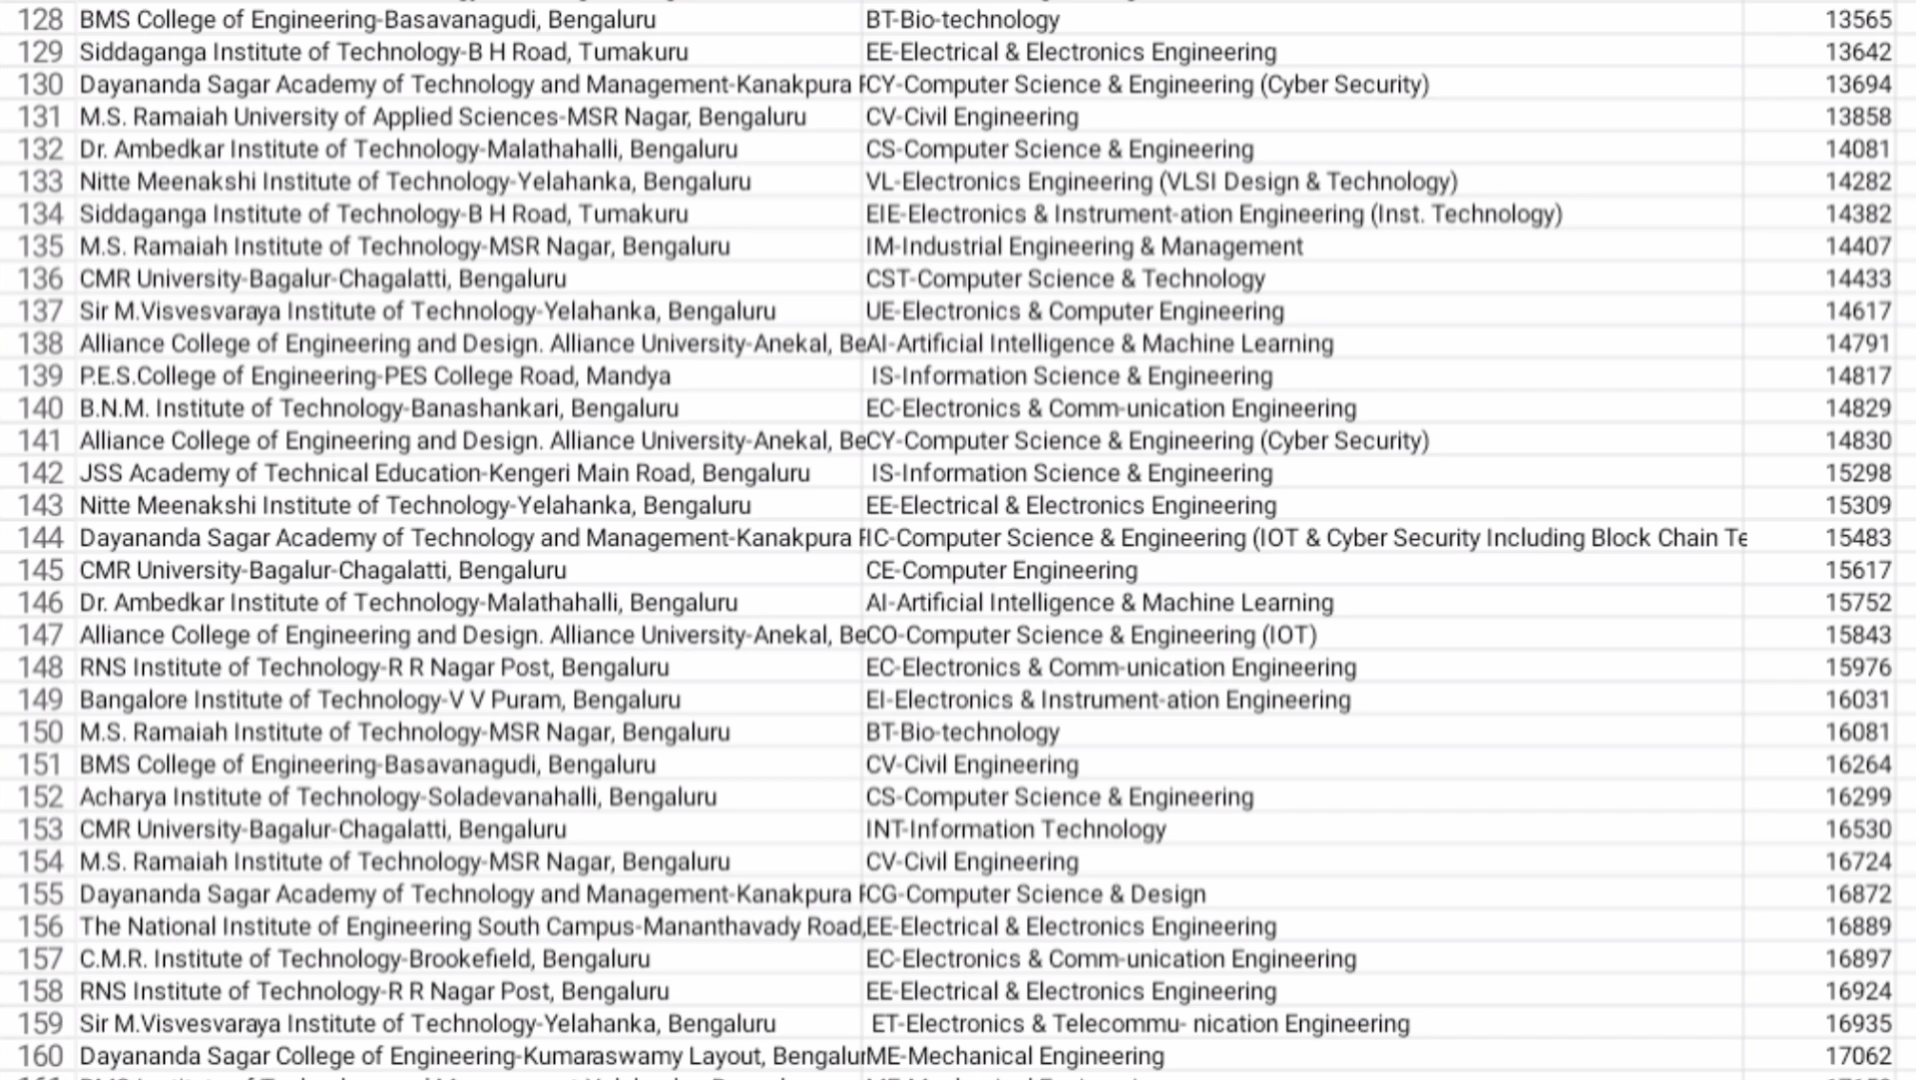 128 BMS College of Engineering-Basavanagudi, Bengaluru BT-Bio-technology 13565
129 Siddaganga Institute of Technology-B H Road, Tumakuru EE-Electrical & Electronics Engineering 13642
130 Dayananda Sagar Academy of Technology and Management-Kanakpura CY-Computer Science & Engineering (Cyber Security) 13694
131 M.S. Ramaiah University of Applied Sciences-MSR Nagar, Bengaluru CV-Civil Engineering 13858
132 Dr. Ambedkar Institute of Technology-Malathahalli, Bengaluru CS-Computer Science & Engineering 14081
133 Nitte Meenakshi Institute of Technology-Yelahanka, Bengaluru VL-Electronics Engineering (VLSI Design & Technology) 14282
134 Siddaganga Institute of Technology-B H Road, Tumakuru EIE-Electronics & Instrument-ation Engineering (Inst. Technology) 14382
135 M.S. Ramaiah Institute of Technology-MSR Nagar, Bengaluru IM-Industrial Engineering & Management 14407
136 CMR University-Bagalur-Chagalatti, Bengaluru CST-Computer Science & Technology 14433
137 Sir M.Visvesvaraya Institute of Technology-Yelahanka, Bengaluru UE-Electronics & Computer Engineering 14617
138 Alliance College of Engineering and Design. Alliance University-Anekal, Be AI-Artificial Intelligence & Machine Learning 14791
139 P.E.S.College of Engineering-PES College Road, Mandya IS-Information Science & Engineering 14817
140 B.N.M. Institute of Technology-Banashankari, Bengaluru EC-Electronics & Comm-unication Engineering 14829
141 Alliance College of Engineering and Design. Alliance University-Anekal, Be CY-Computer Science & Engineering (Cyber Security) 14830
142 JSS Academy of Technical Education-Kengeri Main Road, Bengaluru IS-Information Science & Engineering 15298
143 Nitte Meenakshi Institute of Technology-Yelahanka, Bengaluru EE-Electrical & Electronics Engineering 15309
144 Dayananda Sagar Academy of Technology and Management-Kanakpura IC-Computer Science & Engineering (IOT & Cyber Security Including Block Chain Te 15483
145 CMR University-Bagalur-Chagalatti, Bengaluru CE-Computer Engineering 15617
146 Dr. Ambedkar Institute of Technology-Malathahalli, Bengaluru AI-Artificial Intelligence & Machine Learning 15752
147 Alliance College of Engineering and Design. Alliance University-Anekal, Be CO-Computer Science & Engineering (IOT) 15843
148 RNS Institute of Technology-R R Nagar Post, Bengaluru EC-Electronics & Comm-unication Engineering 15976
149 Bangalore Institute of Technology-V V Puram, Bengaluru EI-Electronics & Instrument-ation Engineering 16031
150 M.S. Ramaiah Institute of Technology-MSR Nagar, Bengaluru BT-Bio-technology 16081
151 BMS College of Engineering-Basavanagudi, Bengaluru CV-Civil Engineering 16264
152 Acharya Institute of Technology-Soladevanahalli, Bengaluru CS-Computer Science & Engineering 16299
153 CMR University-Bagalur-Chagalatti, Bengaluru INT-Information Technology 16530
154 M.S. Ramaiah Institute of Technology-MSR Nagar, Bengaluru CV-Civil Engineering 16724
155 Dayananda Sagar Academy of Technology and Management-Kanakpura CG-Computer Science & Design 16872
156 The National Institute of Engineering South Campus-Mananthavady Road, EE-Electrical & Electronics Engineering 16889
157 C.M.R. Institute of Technology-Brookefield, Bengaluru EC-Electronics & Comm-unication Engineering 16897
158 RNS Institute of Technology-R R Nagar Post, Bengaluru EE-Electrical & Electronics Engineering 16924
159 Sir M.Visvesvaraya Institute of Technology-Yelahanka, Bengaluru ET-Electronics & Telecommu- nication Engineering 16935
160 Dayananda Sagar College of Engineering-Kumaraswamy Layout, Bengalur ME-Mechanical Engineering 17062